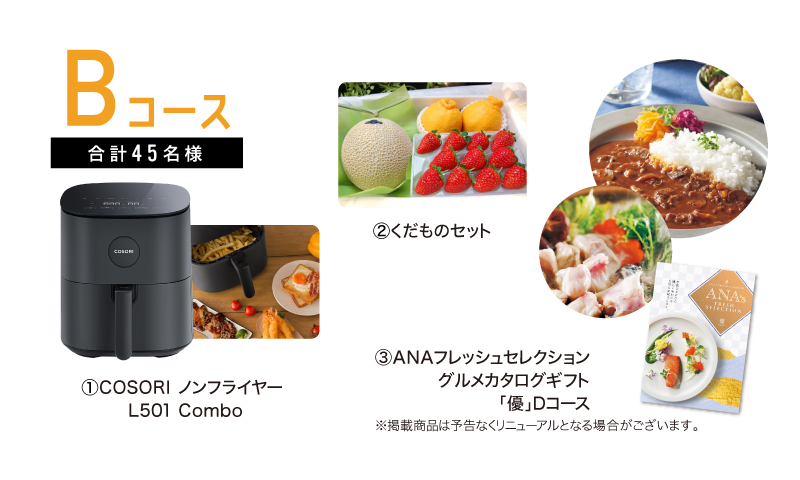 Bコース
合計45名様
COSORI
①COSORI ノンフライヤー
L501 Combo
②くだものセット
ANA's
FRESH
SELECTION
③ANAフレッシュセレクション
グルメカタログギフト
「優」Dコース
※掲載商品は予告なくリニューアルとなる場合がございます。